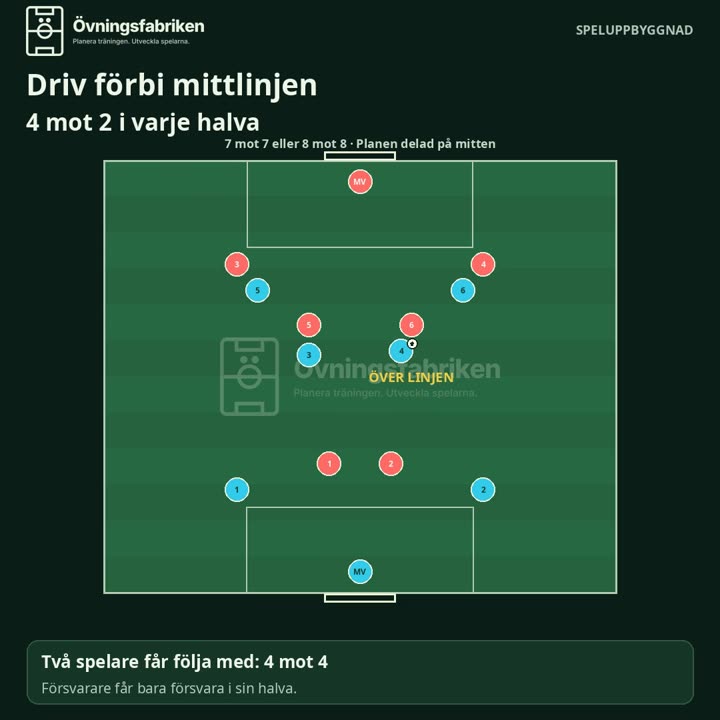 Övningsfabriken
Planera träningen. Utveckla spelarna.
SPELUPPBYGGNAD
Driv förbi mittlinjen
4 mot 2 i varje halva
7 mot 7 eller 8 mot 8 · Planen delad på mitten
MV
3
4
5
6
5
6
3
4
Övningsfabriken
ÖVER LINJEN
Planera träningen. Utveckla spelarna.
1
2
1
2
MV
Två spelare får följa med: 4 mot 4
Försvarare får bara försvara i sin halva.